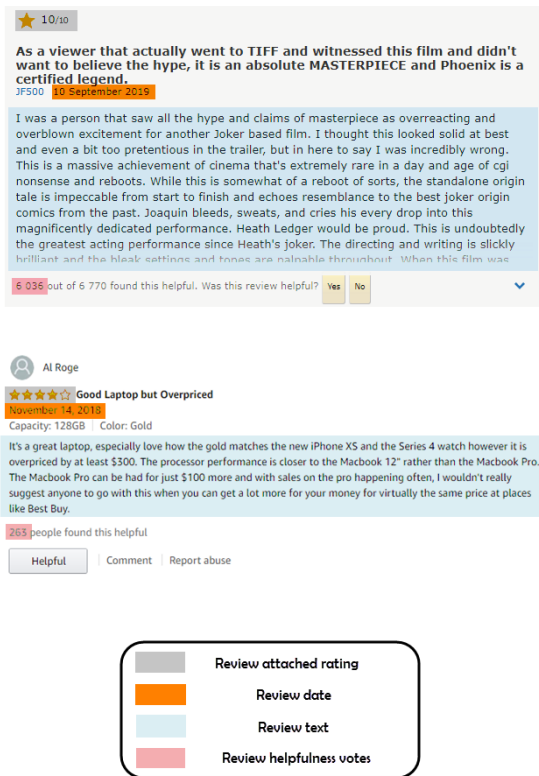 10/10
As a viewer that actually went to TIFF and witnessed this film and didn't
want to believe the hype, it is an absolute MASTERPIECE and Phoenix is a
certified legend.
JF500 10 September 2019
I was a person that saw all the hype and claims of masterpiece as overreacting and
overblown excitement for another Joker based film. I thought this looked solid at best
and even a bit too pretentious in the trailer, but in here to say I was incredibly wrong.
This is a massive achievement of cinema that's extremely rare in a day and age of cgi
nonsense and reboots. While this is somewhat of a reboot of sorts, the standalone origin
tale is impeccable from start to finish and echoes resemblance to the best joker origin
comics from the past. Joaquin bleeds, sweats, and cries his every drop into this
magnificently dedicated performance. Heath Ledger would be proud. This is undoubtedly
the greatest acting performance since Heath's joker. The directing and writing is slickly
brilliant and the bleak settings and tones are palpable throughout. When this film was
6 036 out of 6 770 found this helpful. Was this review helpful? Yes No
Al Roge
Good Laptop but Overpriced
November 14, 2018
Capacity: 128GB | Color: Gold
It's a great laptop, especially love how the gold matches the new iPhone XS and the Series 4 watch however it is
overpriced by at least $300. The processor performance is closer to the Macbook 12" rather than the Macbook Pro.
The Macbook Pro can be had for just $100 more and with sales on the pro happening often, I wouldn't really
suggest anyone to go with this when you can get a lot more for your money for virtually the same price at places
like Best Buy.
263 people found this helpful
Helpful | Comment | Report abuse
Review attached rating
Review date
Review text
Review helpfulness votes